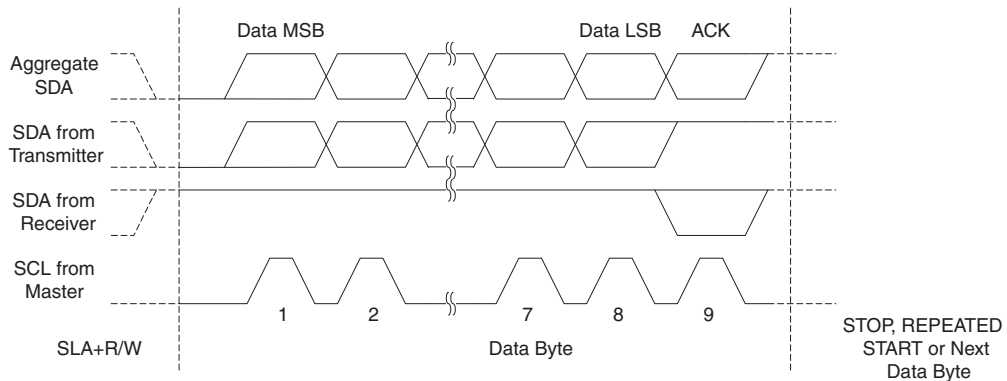 Data MSB
Data LSB
ACK
Aggregate
SDA
SDA from
Transmitter
SDA from
Receiver
SCL from
Master
1
2
7
8
9
SLA+R/W
Data Byte
STOP, REPEATED
START or Next
Data Byte